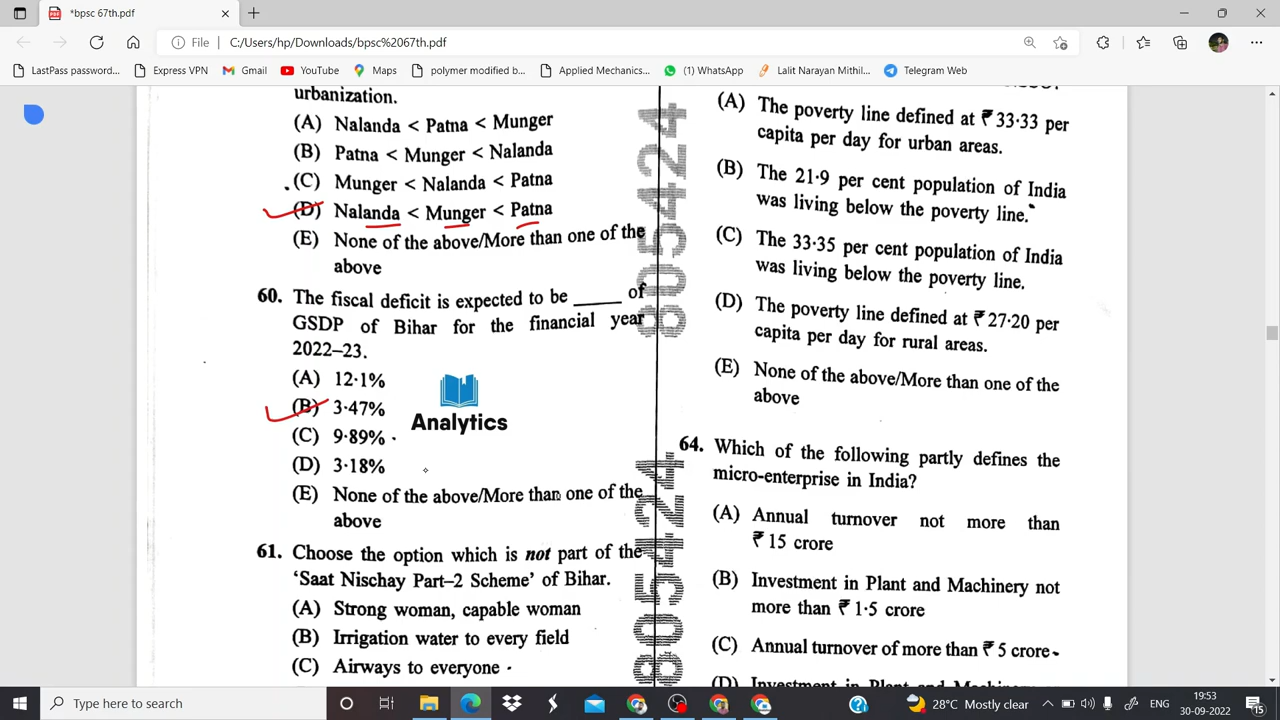 *bpsc 67th.pdf
File
C:/Users/hp/Downloads/bpsc%2067th.pdf
LastPass password...
Express VPN
Gmail
YouTube
Maps
polymer modified b...
Applied Mechanics...
(1) WhatsApp
Lalit Narayan Mithil...
Telegram Web
urbanization.
(A) Nalanda < Patna < Munger
(B) Patna < Munger < Nalanda
(C) Munger < Nalanda < Patna
(D) Nalanda < Munger < Patna
(E) None of the above/More than one of the
above
60. The fiscal deficit is expected to be _____ of
GSDP of Bihar for the financial year
2022–23.
(A) 12·1%
(B) 3·47%
(C) 9·89%
(D) 3·18%
(E) None of the above/More than one of the
above
Analytics
61. Choose the option which is not part of the
‘Saat Nischay Part–2 Scheme’ of Bihar.
(A) Strong woman, capable woman
(B) Irrigation water to every field
(C) Airways to everyone
(A) The poverty line defined at ₹ 33·33 per
capita per day for urban areas.
(B) The 21·9 per cent population of India
was living below the poverty line.
(C) The 33·35 per cent population of India
was living below the poverty line.
(D) The poverty line defined at ₹ 27·20 per
capita per day for rural areas.
(E) None of the above/More than one of the
above
64. Which of the following partly defines the
micro-enterprise in India?
(A) Annual turnover not more than
₹ 15 crore
(B) Investment in Plant and Machinery not
more than ₹ 1·5 crore
(C) Annual turnover of more than ₹ 5 crore
Type here to search
28°C Mostly clear
ENG
19:53
30-09-2022